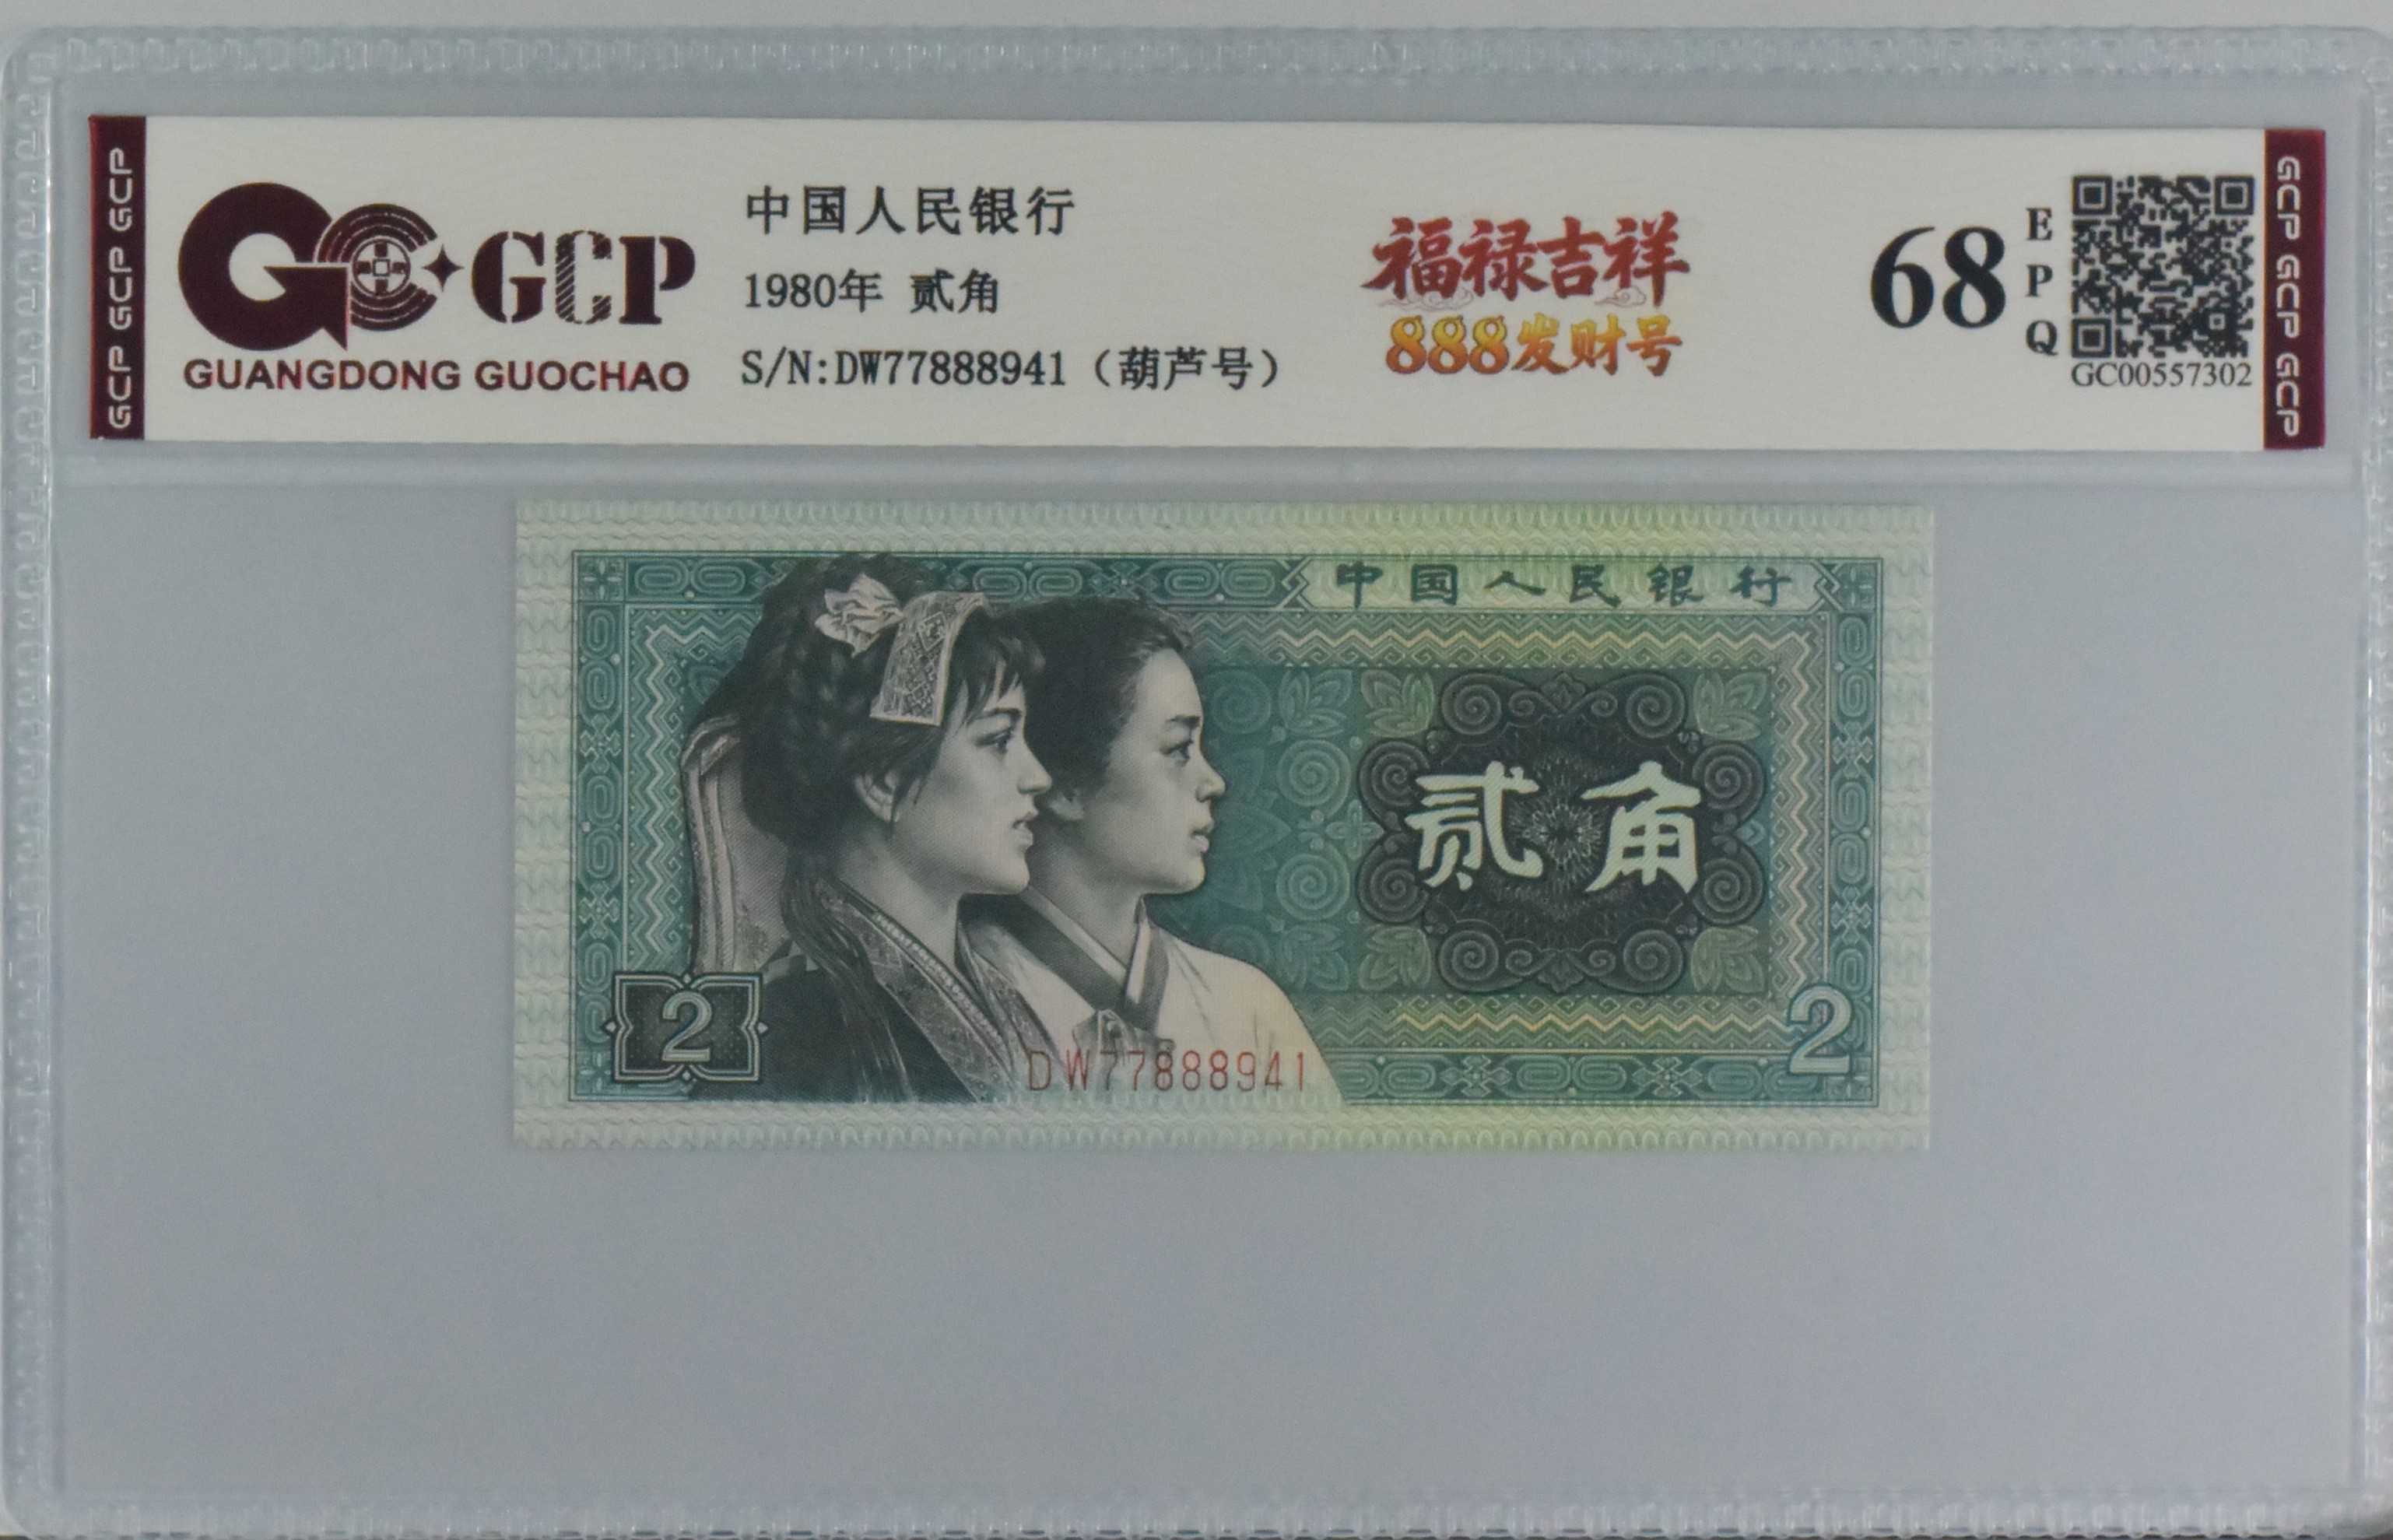 GCP GCP GCP
GCP
GUANGDONG GUOCHAO
中国人民银行
1980年 贰角
S/N:DW77888941（葫芦号）
福禄吉祥
888发财号
68
E
P
Q
GC00557302
GCP GCP GCP
中国人民银行
贰角
2
2
DW77888941